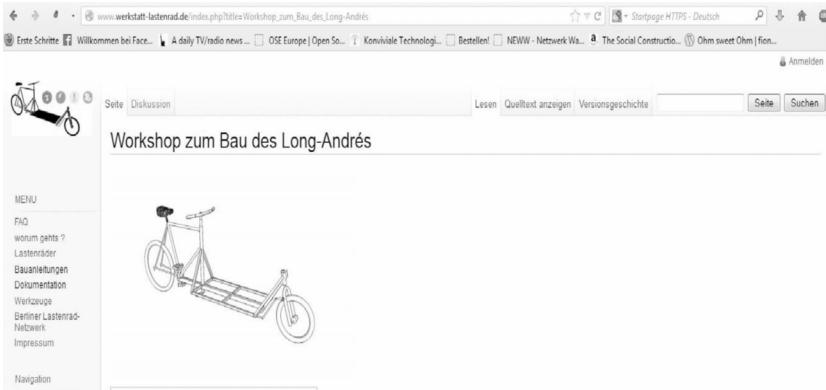 www.werkstatt-lastenrad.de/index.php?title=Workshop_zum_Bau_des_Long-Andrés
Startpage HTTPS - Deutsch
Erste Schritte Willkommen bei Face... A daily TV/radio news ... OSE Europe | Open So... Konviviale Technologi... Bestellen! NEWW - Netzwerk Wa... The Social Constructio... Ohm sweet Ohm | fion...
Anmelden
Seite Diskussion Lesen Quelltext anzeigen Versionsgeschichte Seite Suchen
Workshop zum Bau des Long-Andrés
MENU
FAQ
worum gehts ?
Lastenräder
Bauanleitungen
Dokumentation
Werkzeuge
Berliner Lastenrad-
Netzwerk
Impressum
Navigation